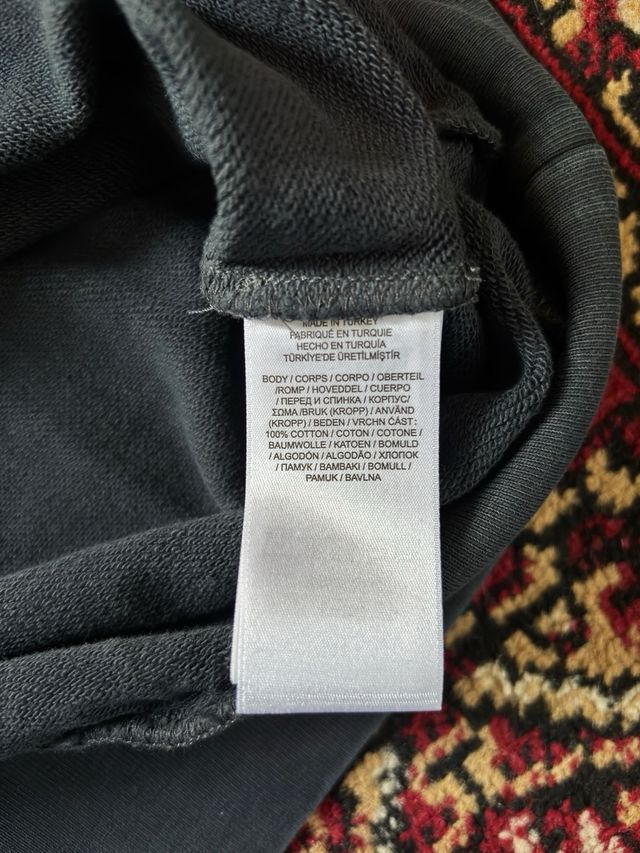 MADE IN TURKEY
FABRIQUÉ EN TURQUIE
HECHO EN TURQUÍA
TÜRKİYE'DE ÜRETİLMİŞTİR
BODY / CORPS / CORPO / OBERTEIL
/ROMP / HOVEDDEL / CUERPO
/ ПЕРЕД И СПИНКА / КОРПУС/
ΣΩΜΑ /BRUK (KROPP) / ANVÄND
(KROPP) / BEDEN / VRCHN ČÁST :
100% COTTON / COTON / COTONE /
BAUMWOLLE / KATOEN / BOMULD
/ ALGODÓN / ALGODÃO / ХЛОПОК
/ ПАМУК / BAMBAKI / BOMULL /
PAMUK / BAVLNA